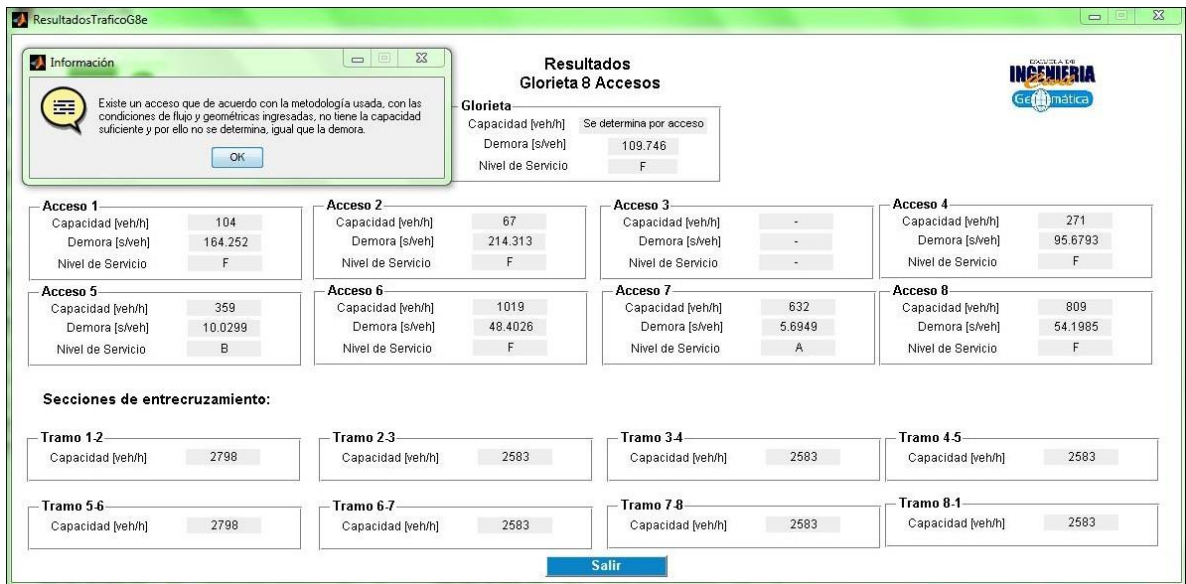 ResultadosTraficoG8e
Información
Existe un acceso que de acuerdo con la metodología usada, con las
condiciones de flujo y geométricas ingresadas, no tiene la capacidad
suficiente y por ello no se determina, igual que la demora.
OK
Resultados
Glorieta 8 Accesos
ESCUELA DE
INGENIERIA
Civil
Geomática
Glorieta
Capacidad [veh/h] Se determina por acceso
Demora [s/veh] 109.746
Nivel de Servicio F
Acceso 1
Capacidad [veh/h] 104
Demora [s/veh] 164.252
Nivel de Servicio F
Acceso 2
Capacidad [veh/h] 67
Demora [s/veh] 214.313
Nivel de Servicio F
Acceso 3
Capacidad [veh/h] -
Demora [s/veh] -
Nivel de Servicio -
Acceso 4
Capacidad [veh/h] 271
Demora [s/veh] 95.6793
Nivel de Servicio F
Acceso 5
Capacidad [veh/h] 359
Demora [s/veh] 10.0299
Nivel de Servicio B
Acceso 6
Capacidad [veh/h] 1019
Demora [s/veh] 48.4026
Nivel de Servicio F
Acceso 7
Capacidad [veh/h] 632
Demora [s/veh] 5.6949
Nivel de Servicio A
Acceso 8
Capacidad [veh/h] 809
Demora [s/veh] 54.1985
Nivel de Servicio F
Secciones de entrecruzamiento:
Tramo 1-2
Capacidad [veh/h] 2798
Tramo 2-3
Capacidad [veh/h] 2583
Tramo 3-4
Capacidad [veh/h] 2583
Tramo 4-5
Capacidad [veh/h] 2583
Tramo 5-6
Capacidad [veh/h] 2798
Tramo 6-7
Capacidad [veh/h] 2583
Tramo 7-8
Capacidad [veh/h] 2583
Tramo 8-1
Capacidad [veh/h] 2583
Salir